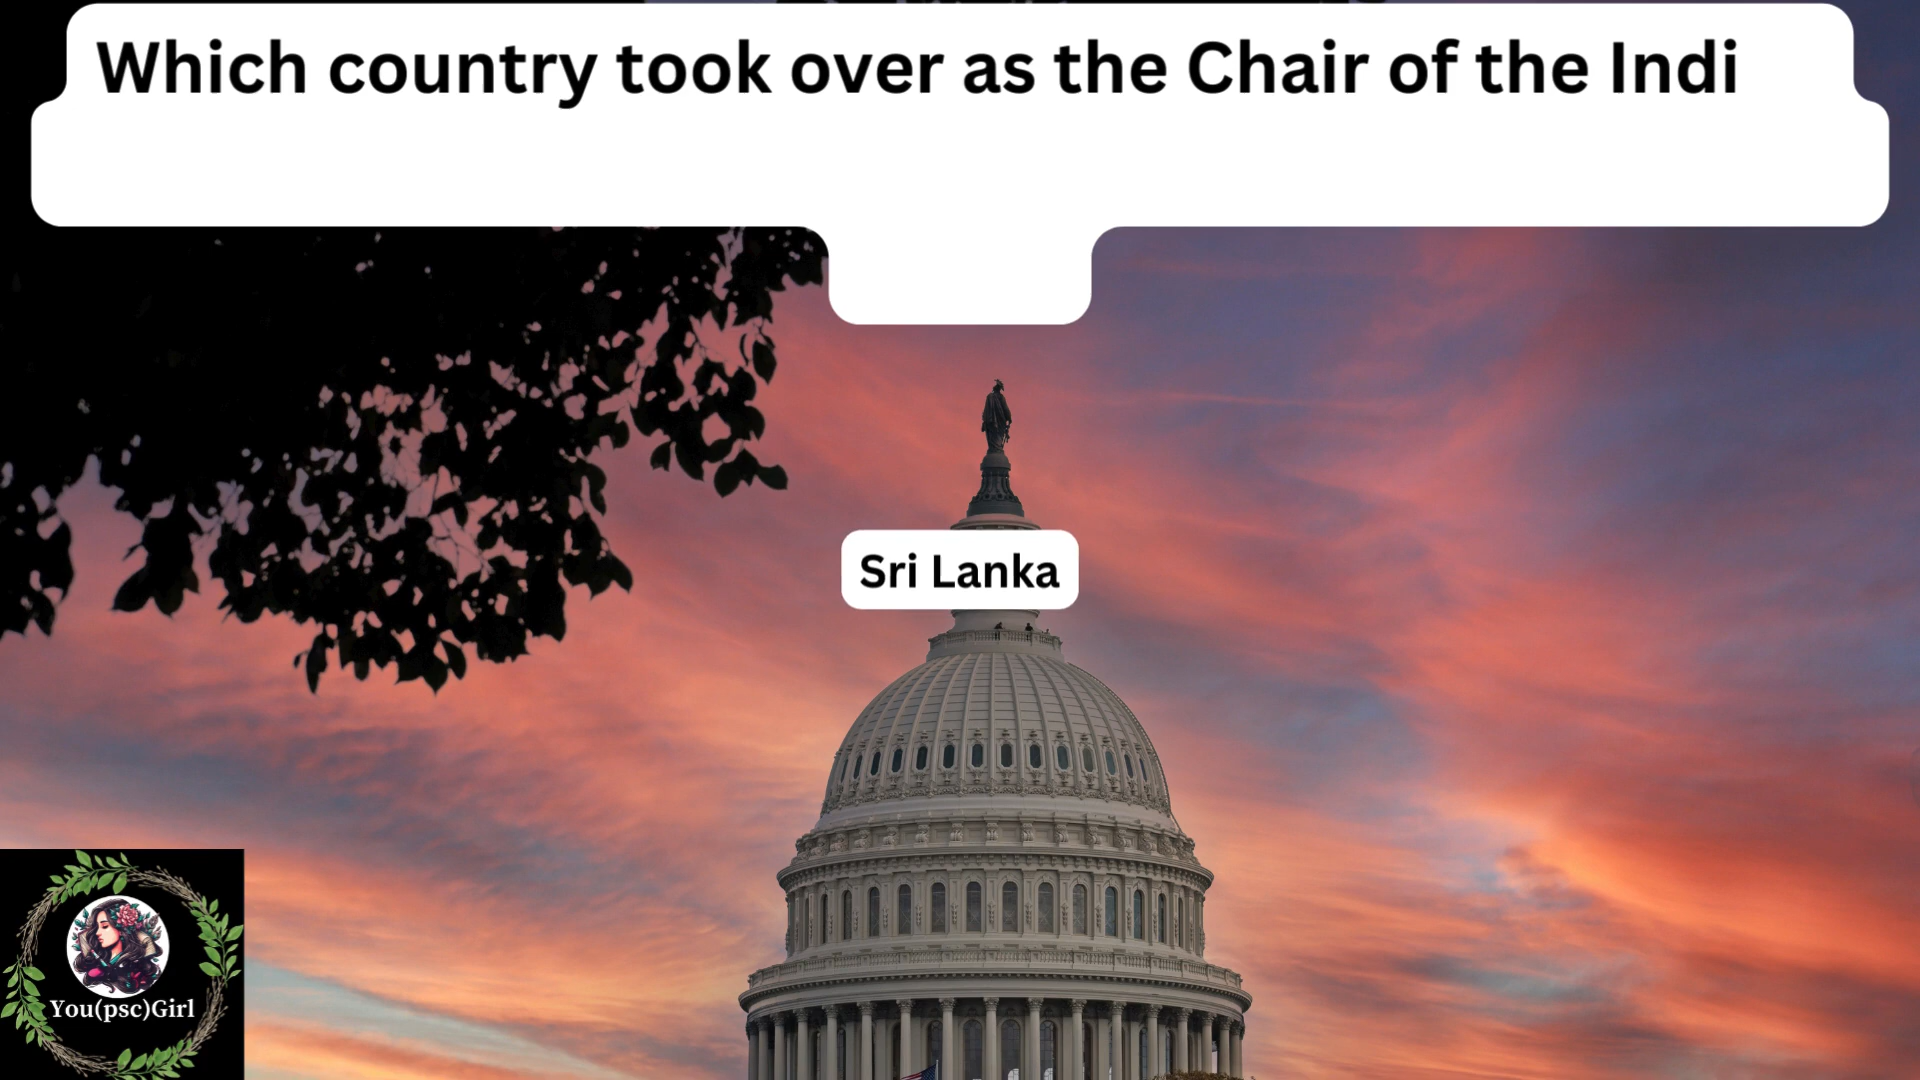 Which country took over as the Chair of the Indi
Sri Lanka
You(psc)Girl